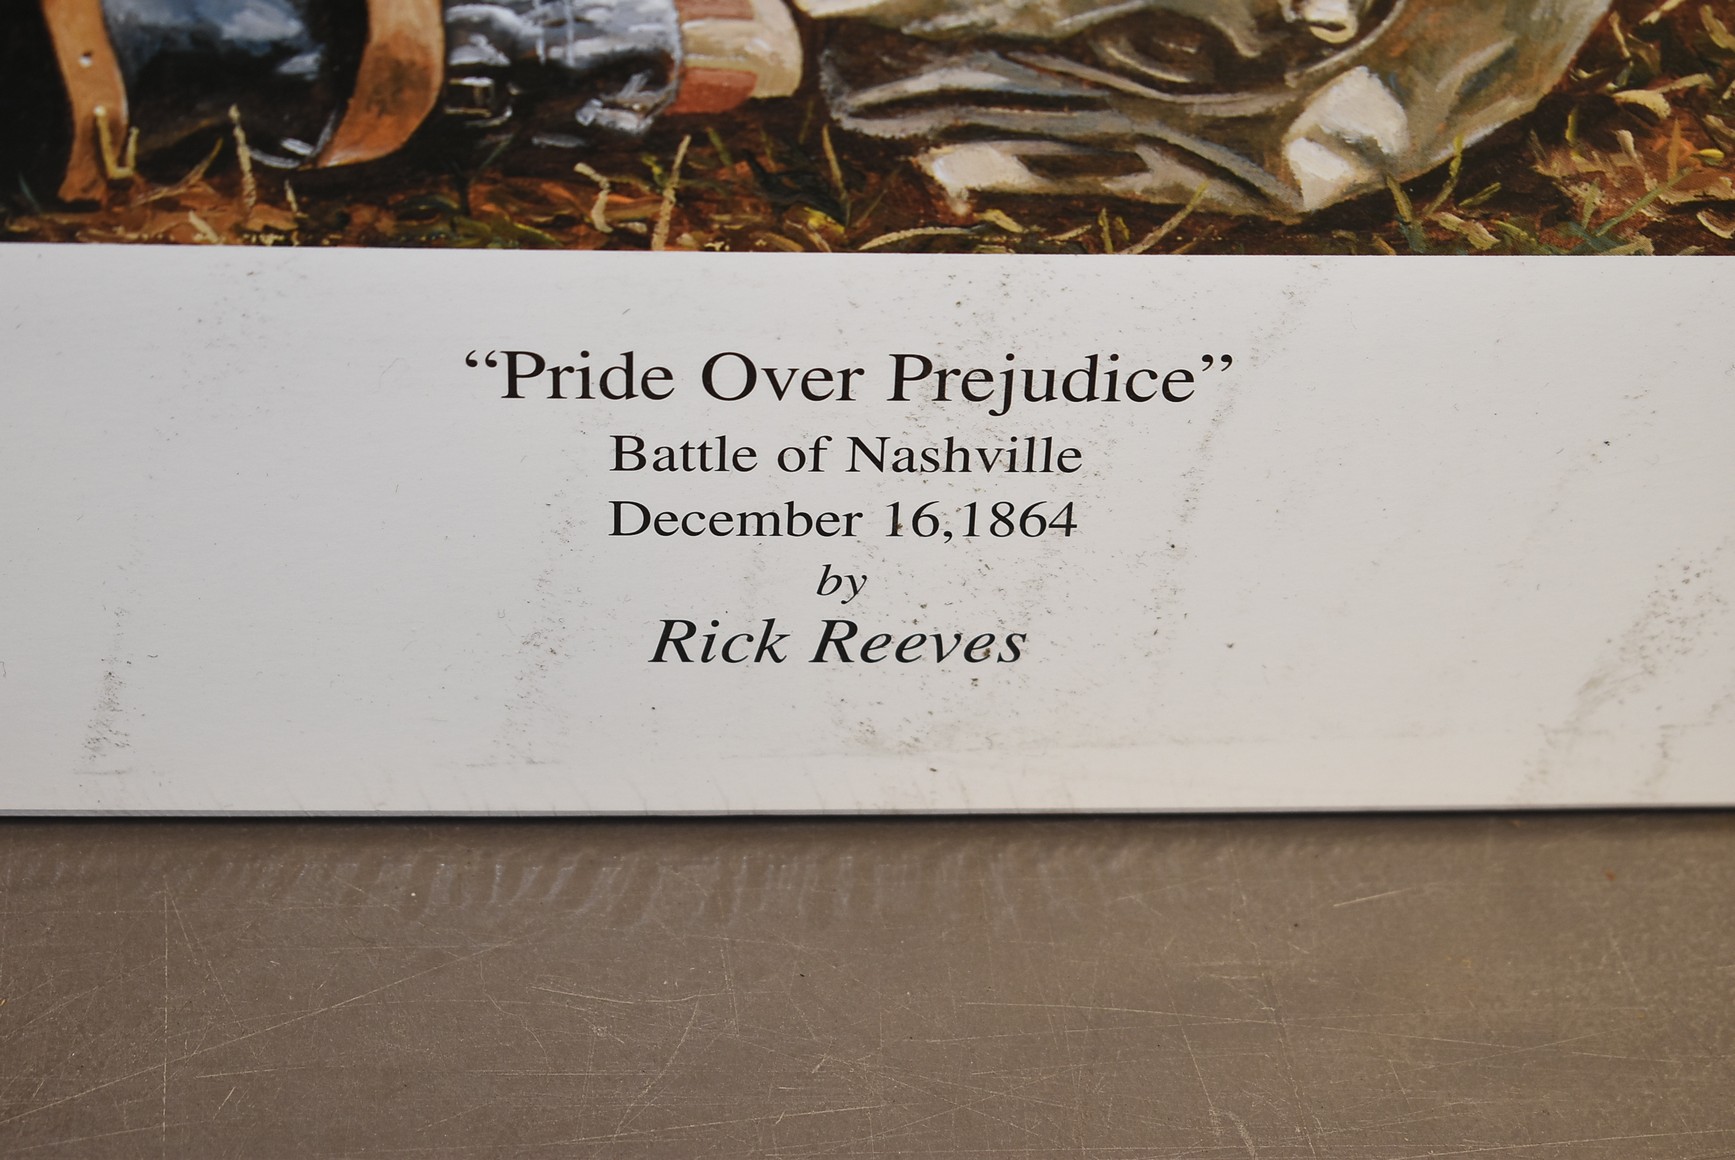 “Pride Over Prejudice”
Battle of Nashville
December 16,1864
by
Rick Reeves